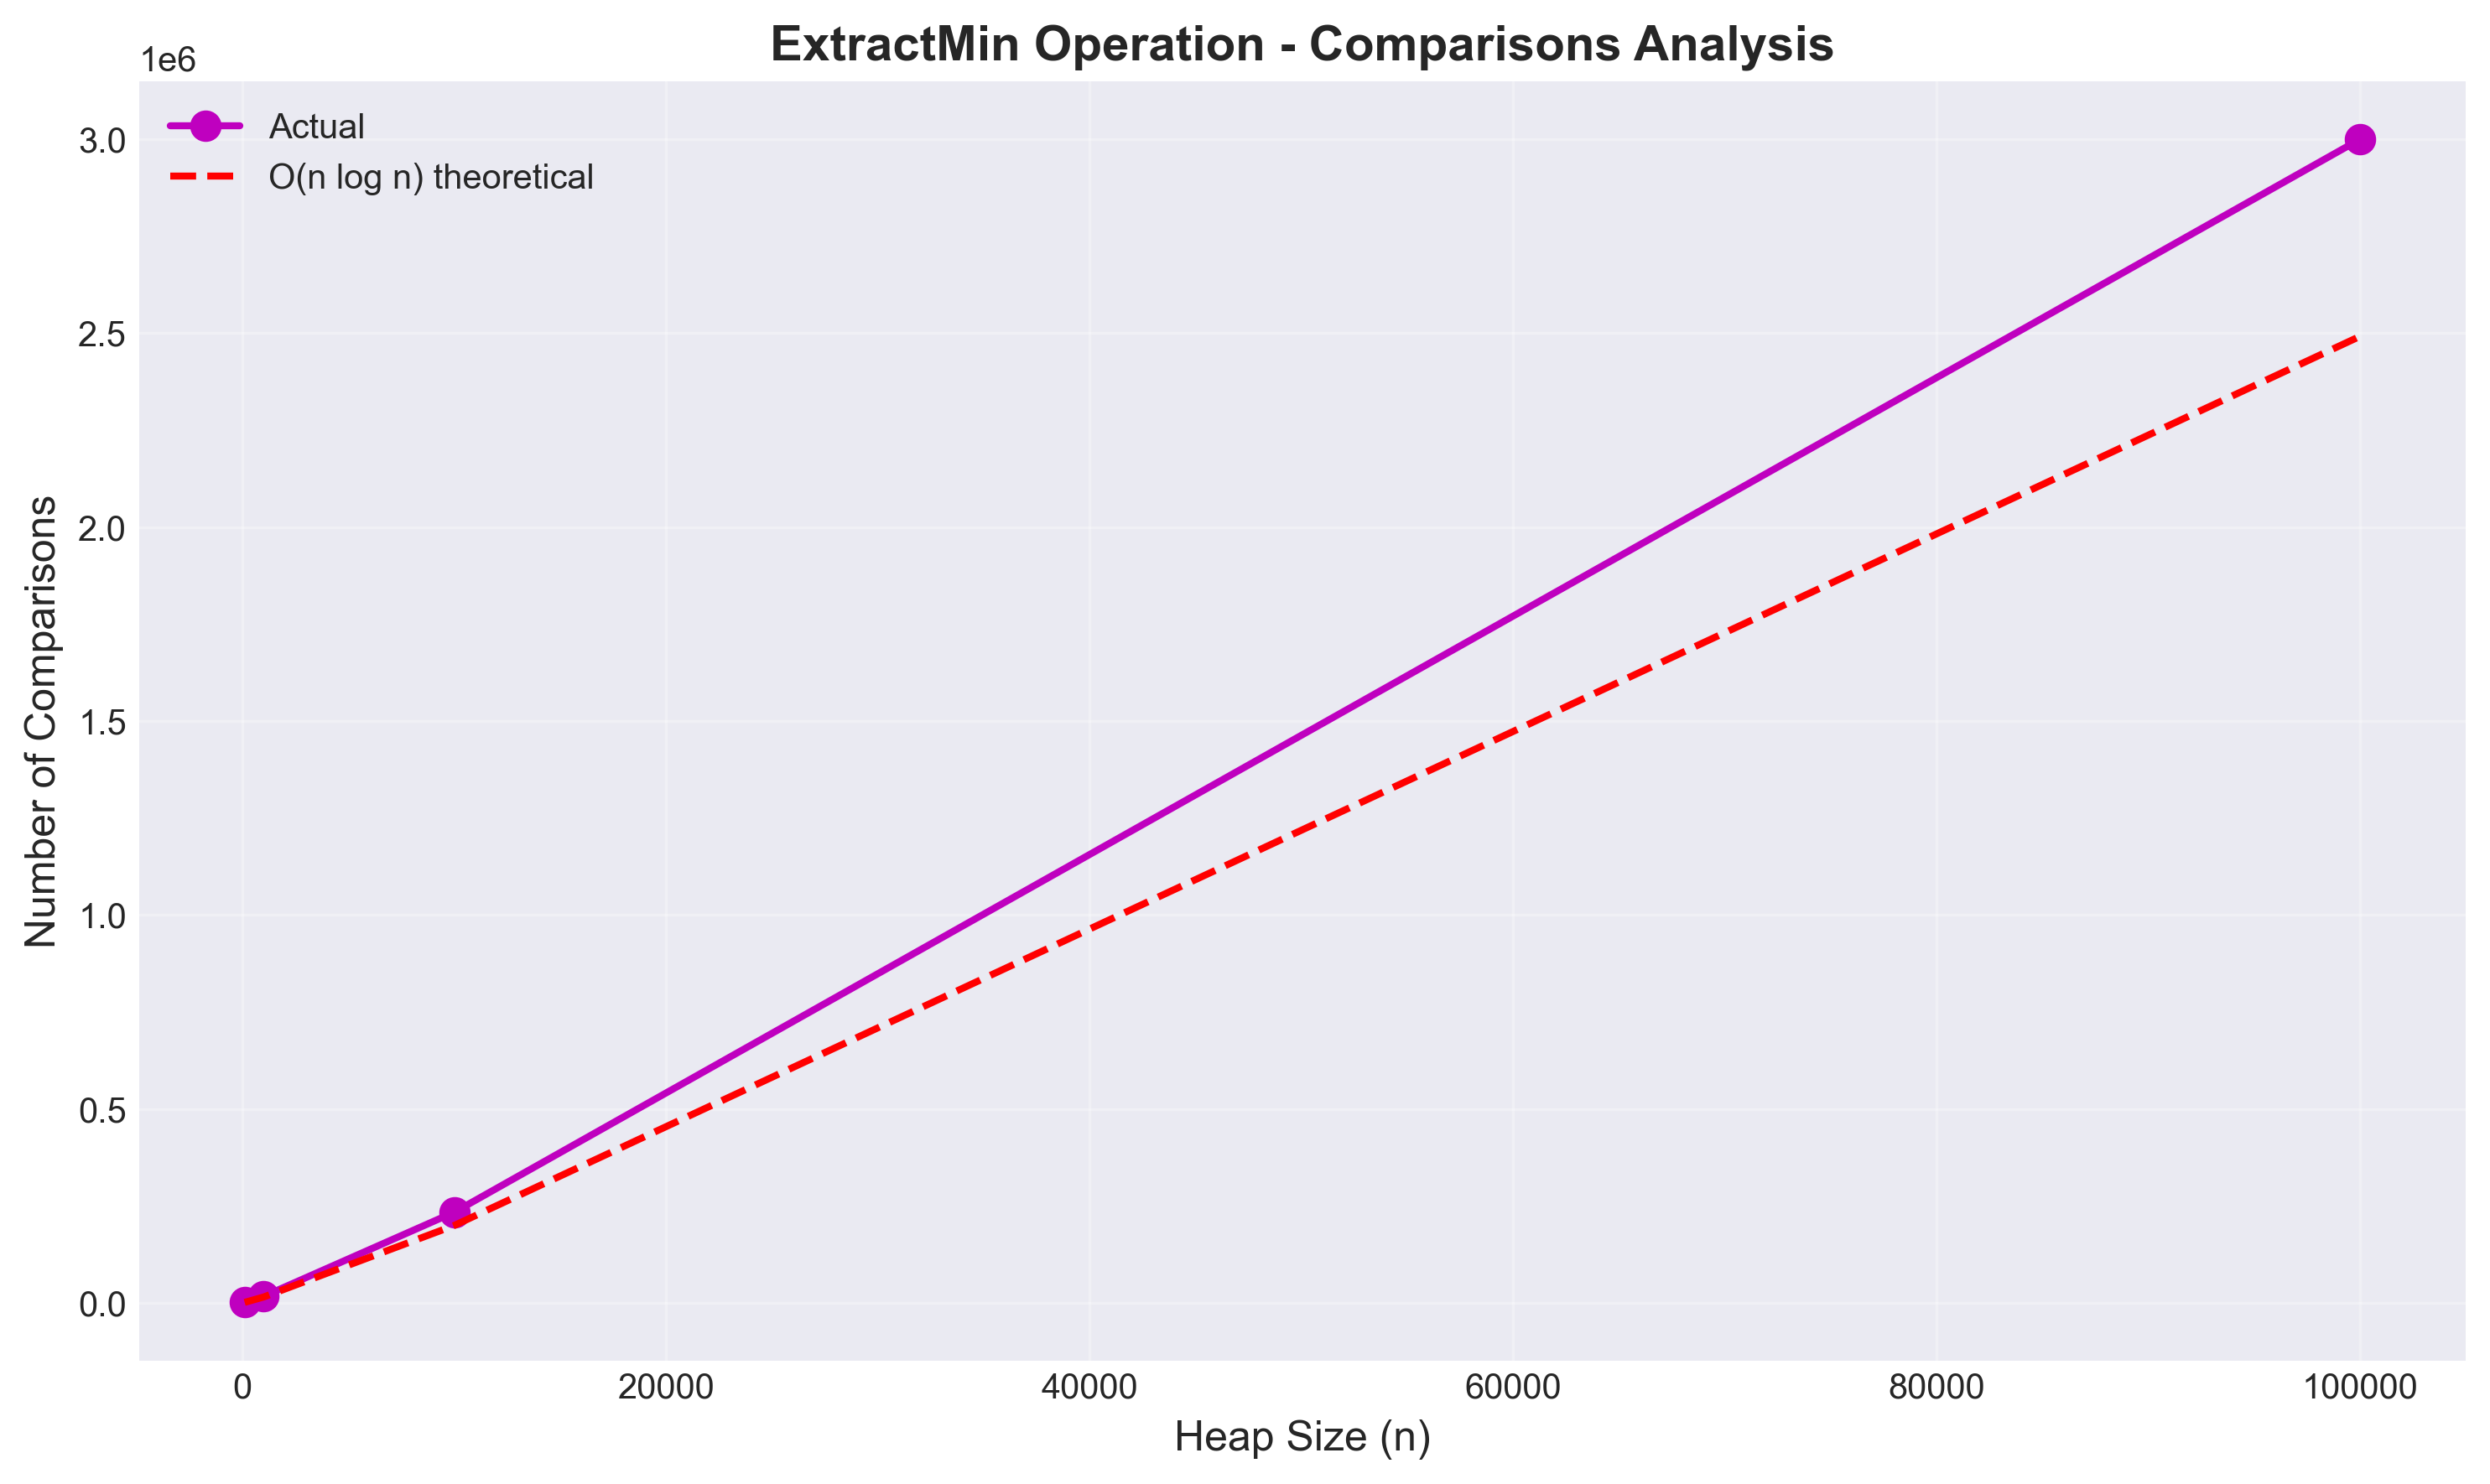 ExtractMin Operation - Comparisons Analysis
1e6
Actual
O(n log n) theoretical
3.0
2.5
2.0
1.5
1.0
0.5
0.0
Number of Comparisons
0 20000 40000 60000 80000 100000
Heap Size (n)